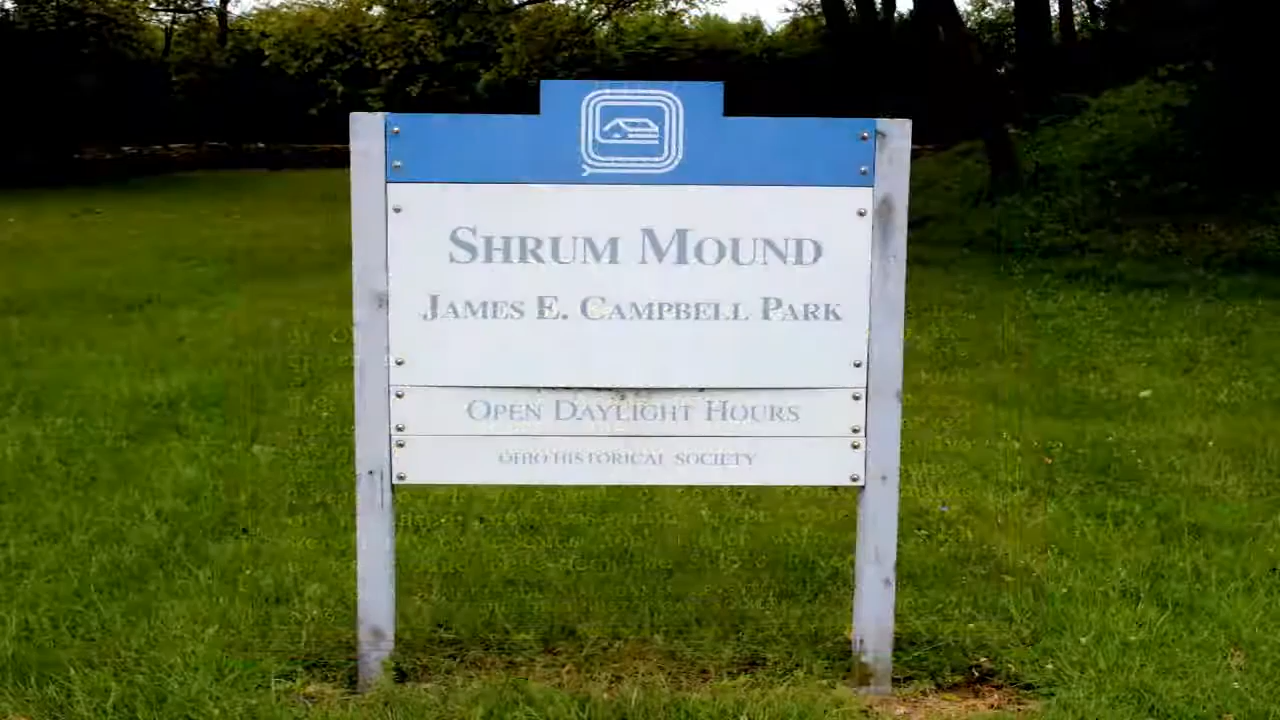 SHRUM MOUND
JAMES E. CAMPBELL PARK
OPEN DAYLIGHT HOURS
OHIO HISTORICAL SOCIETY